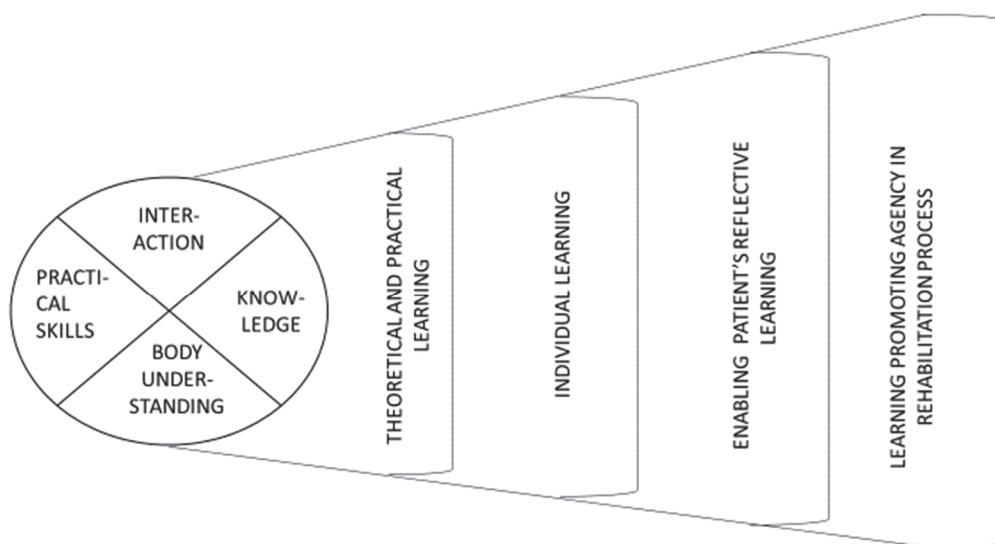 INTER-
ACTION
PRACTI-
CAL
SKILLS
KNOW-
LEDGE
BODY
UNDER-
STANDING
THEORETICAL AND PRACTICAL
LEARNING
INDIVIDUAL LEARNING
ENABLING PATIENT'S REFLECTIVE
LEARNING
LEARNING PROMOTING AGENCY IN
REHABILITATION PROCESS